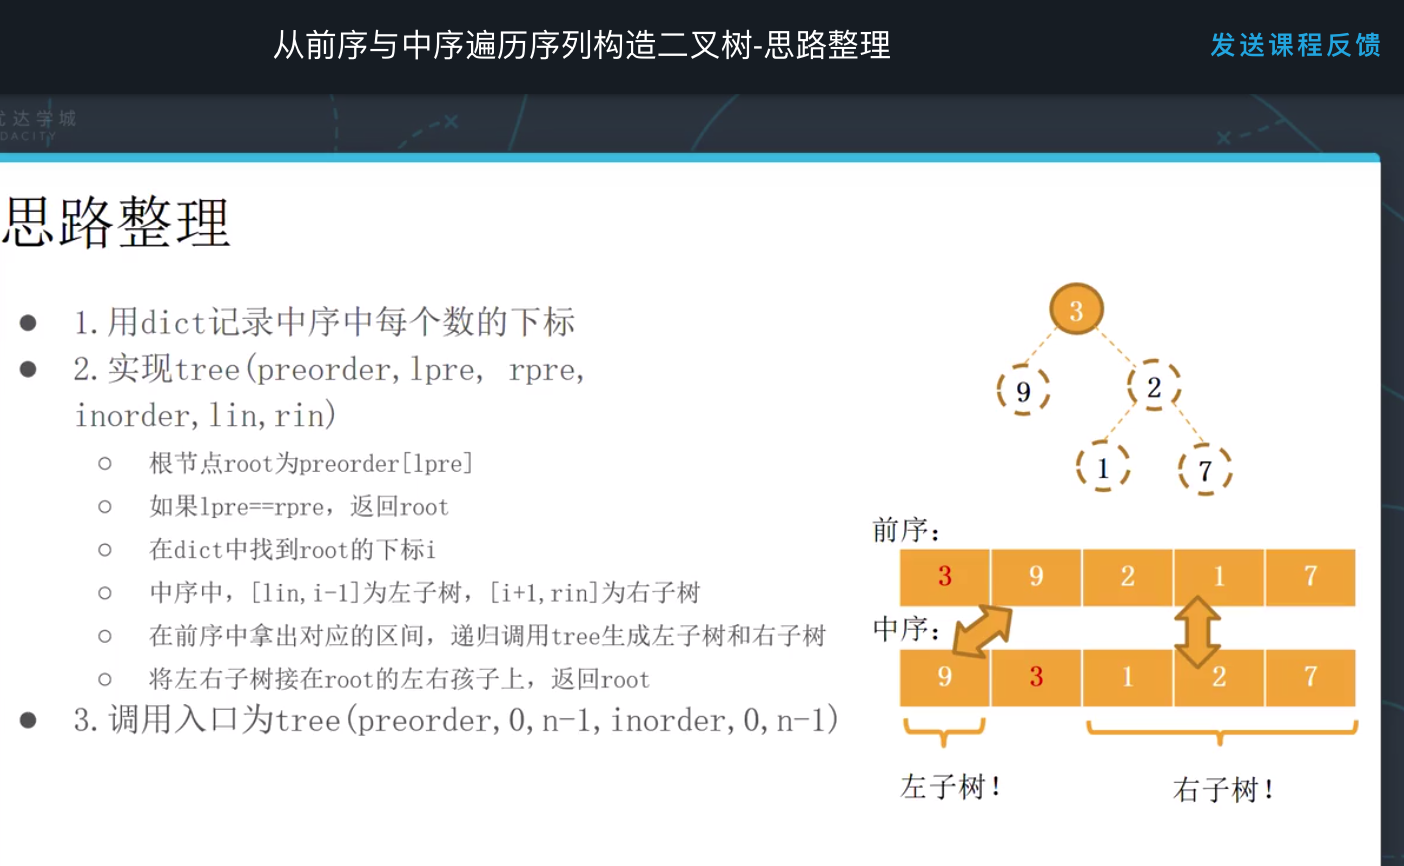 从前序与中序遍历序列构造二叉树-思路整理
发送课程反馈
达学城
DACITY
思路整理
1.用dict记录中序中每个数的下标
2.实现tree(preorder,lpre, rpre,
inorder,lin,rin)
根节点root为preorder[lpre]
如果lpre==rpre，返回root
在dict中找到root的下标i
中序中，[lin,i-1]为左子树，[i+1,rin]为右子树
在前序中拿出对应的区间，递归调用tree生成左子树和右子树
将左右子树接在root的左右孩子上，返回root
3.调用入口为tree(preorder,0,n-1,inorder,0,n-1)
3
9
2
1
7
前序：
3 9 2 1 7
中序：
9 3 1 2 7
左子树！
右子树！